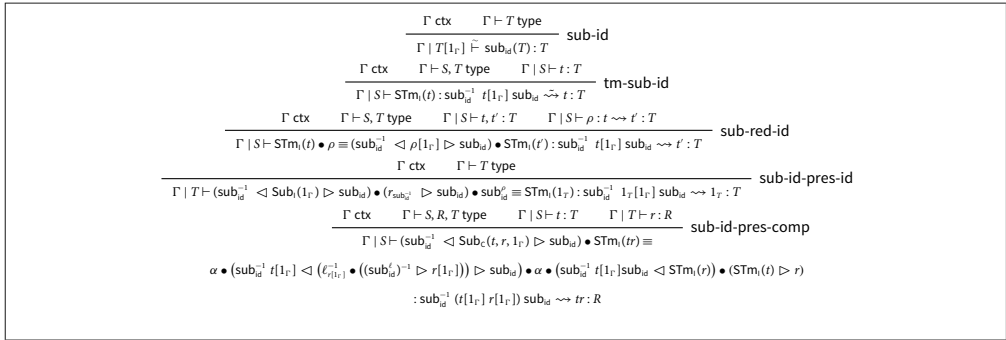 Γ ctx Γ ⊢ T type
Γ | T[1_Γ] ⊢̃ sub_id(T) : T sub-id
Γ ctx Γ ⊢ S, T type Γ | S ⊢ t : T
Γ | S ⊢ STm_I(t) : sub_id^{-1} t[1_Γ] sub_id ⇝̃ t : T tm-sub-id
Γ ctx Γ ⊢ S, T type Γ | S ⊢ t, t′ : T Γ | S ⊢ ρ : t ⇝ t′ : T
Γ | S ⊢ STm_I(t) • ρ ≡ (sub_id^{-1} ⊲ ρ[1_Γ] ⊳ sub_id) • STm_I(t′) : sub_id^{-1} t[1_Γ] sub_id ⇝ t′ : T sub-red-id
Γ ctx Γ ⊢ T type
Γ | T ⊢ (sub_id^{-1} ⊲ Sub_I(1_Γ) ⊳ sub_id) • (r_{sub_id^{-1}} ⊳ sub_id) • sub_id^ρ ≡ STm_I(1_T) : sub_id^{-1} 1_T[1_Γ] sub_id ⇝ 1_T : T sub-id-pres-id
Γ ctx Γ ⊢ S, R, T type Γ | S ⊢ t : T Γ | T ⊢ r : R
Γ | S ⊢ (sub_id^{-1} ⊲ Sub_C(t, r, 1_Γ) ⊳ sub_id) • STm_I(tr) ≡ sub-id-pres-comp
α • (sub_id^{-1} t[1_Γ] ⊲ (ℓ_{r[1_Γ]}^{-1} • ((sub_id^ℓ)^{-1} ⊳ r[1_Γ])) ⊳ sub_id) • α • (sub_id^{-1} t[1_Γ]sub_id ⊲ STm_I(r)) • (STm_I(t) ⊳ r)
: sub_id^{-1} (t[1_Γ] r[1_Γ]) sub_id ⇝ tr : R